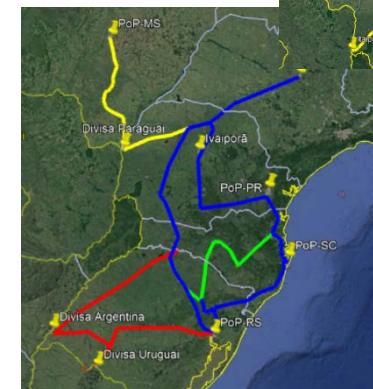 PoP-MS
Divisa Paraguai
Ivaiporã
PoP-PR
PoP-SC
Divisa Argentina
PoP-RS
Divisa Uruguai